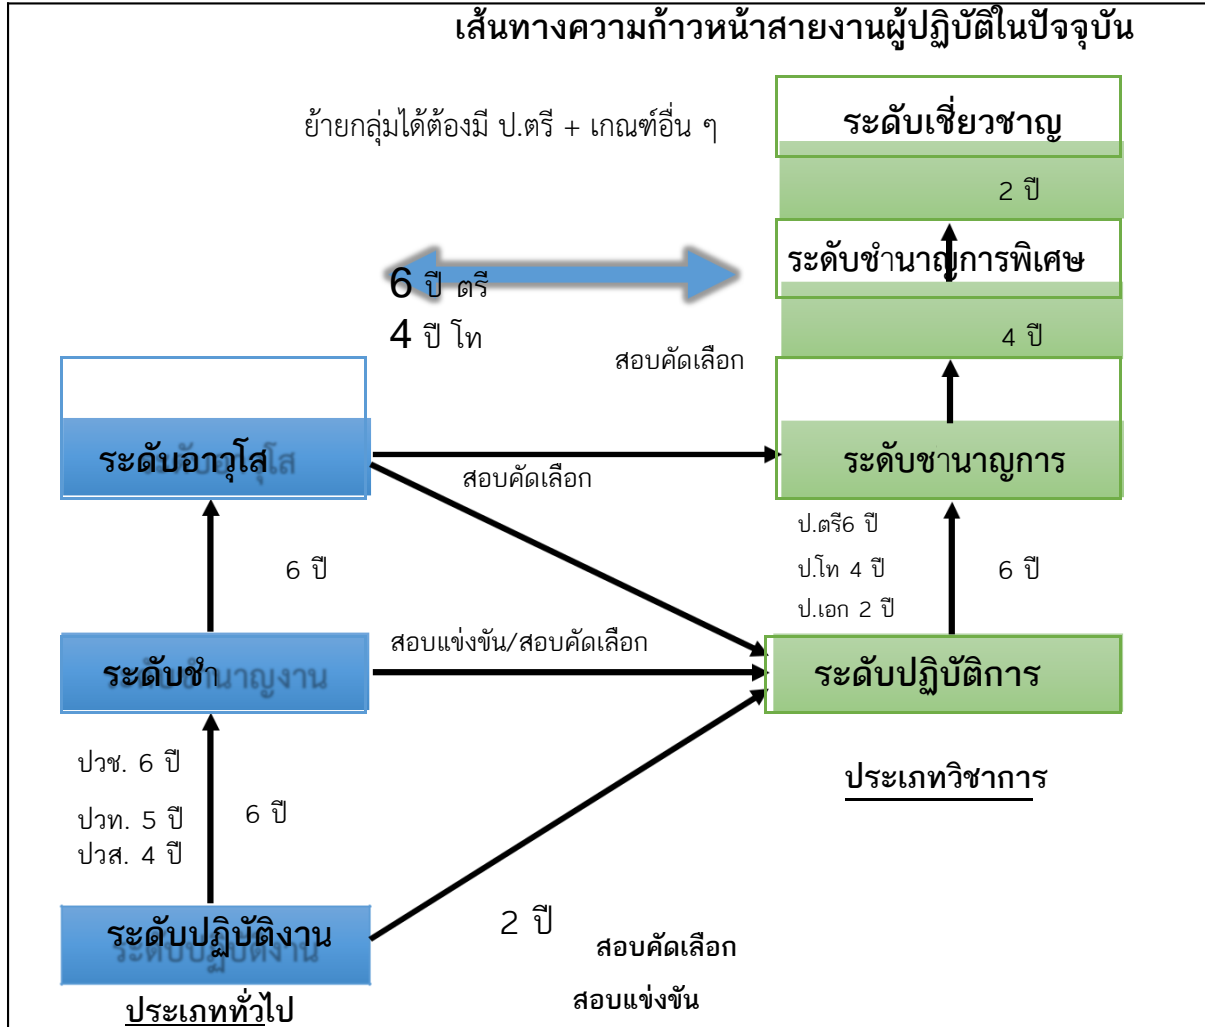 เส้นทางความก้าวหน้าสายงานผู้ปฏิบัติในปัจจุบัน
ย้ายกลุ่มได้ต้องมี ป.ตรี + เกณฑ์อื่น ๆ
ระดับเชี่ยวชาญ
2 ปี
ระดับชำนาญการพิเศษ
6 ปี ตรี
4 ปี โท
4 ปี
สอบคัดเลือก
ระดับอาวุโส
สอบคัดเลือก
ระดับชานาญการ
ป.ตรี6 ปี
ป.โท 4 ปี
ป.เอก 2 ปี
6 ปี
6 ปี
สอบแข่งขัน/สอบคัดเลือก
ระดับชำนาญงาน
ระดับปฏิบัติการ
ปวช. 6 ปี
ปวท. 5 ปี
ปวส. 4 ปี
6 ปี
ประเภทวิชาการ
ระดับปฏิบัติงาน
2 ปี
สอบคัดเลือก
สอบแข่งขัน
ประเภททั่วไป